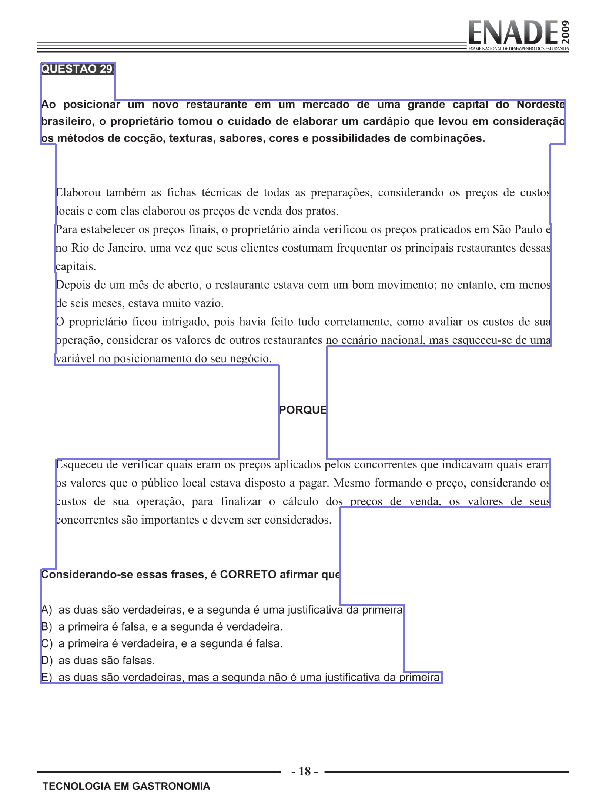 ENADE 2009
EXAME NACIONAL DE DESEMPENHO DOS ESTUDANTES
QUESTÃO 29
Ao posicionar um novo restaurante em um mercado de uma grande capital do Nordeste
brasileiro, o proprietário tomou o cuidado de elaborar um cardápio que levou em consideração
os métodos de cocção, texturas, sabores, cores e possibilidades de combinações.
Elaborou também as fichas técnicas de todas as preparações, considerando os preços de custos
locais e com elas elaborou os preços de venda dos pratos.
Para estabelecer os preços finais, o proprietário ainda verificou os preços praticados em São Paulo e
no Rio de Janeiro, uma vez que seus clientes costumam frequentar os principais restaurantes dessas
capitais.
Depois de um mês de aberto, o restaurante estava com um bom movimento; no entanto, em menos
de seis meses, estava muito vazio.
O proprietário ficou intrigado, pois havia feito tudo corretamente, como avaliar os custos de sua
operação, considerar os valores de outros restaurantes no cenário nacional, mas esqueceu-se de uma
variável no posicionamento do seu negócio.
PORQUE
Esqueceu de verificar quais eram os preços aplicados pelos concorrentes que indicavam quais eram
os valores que o público local estava disposto a pagar. Mesmo formando o preço, considerando os
custos de sua operação, para finalizar o cálculo dos preços de venda, os valores de seus
concorrentes são importantes e devem ser considerados.
Considerando-se essas frases, é CORRETO afirmar que
A) as duas são verdadeiras, e a segunda é uma justificativa da primeira
B) a primeira é falsa, e a segunda é verdadeira.
C) a primeira é verdadeira, e a segunda é falsa.
D) as duas são falsas.
E) as duas são verdadeiras, mas a segunda não é uma justificativa da primeira
- 18 -
TECNOLOGIA EM GASTRONOMIA